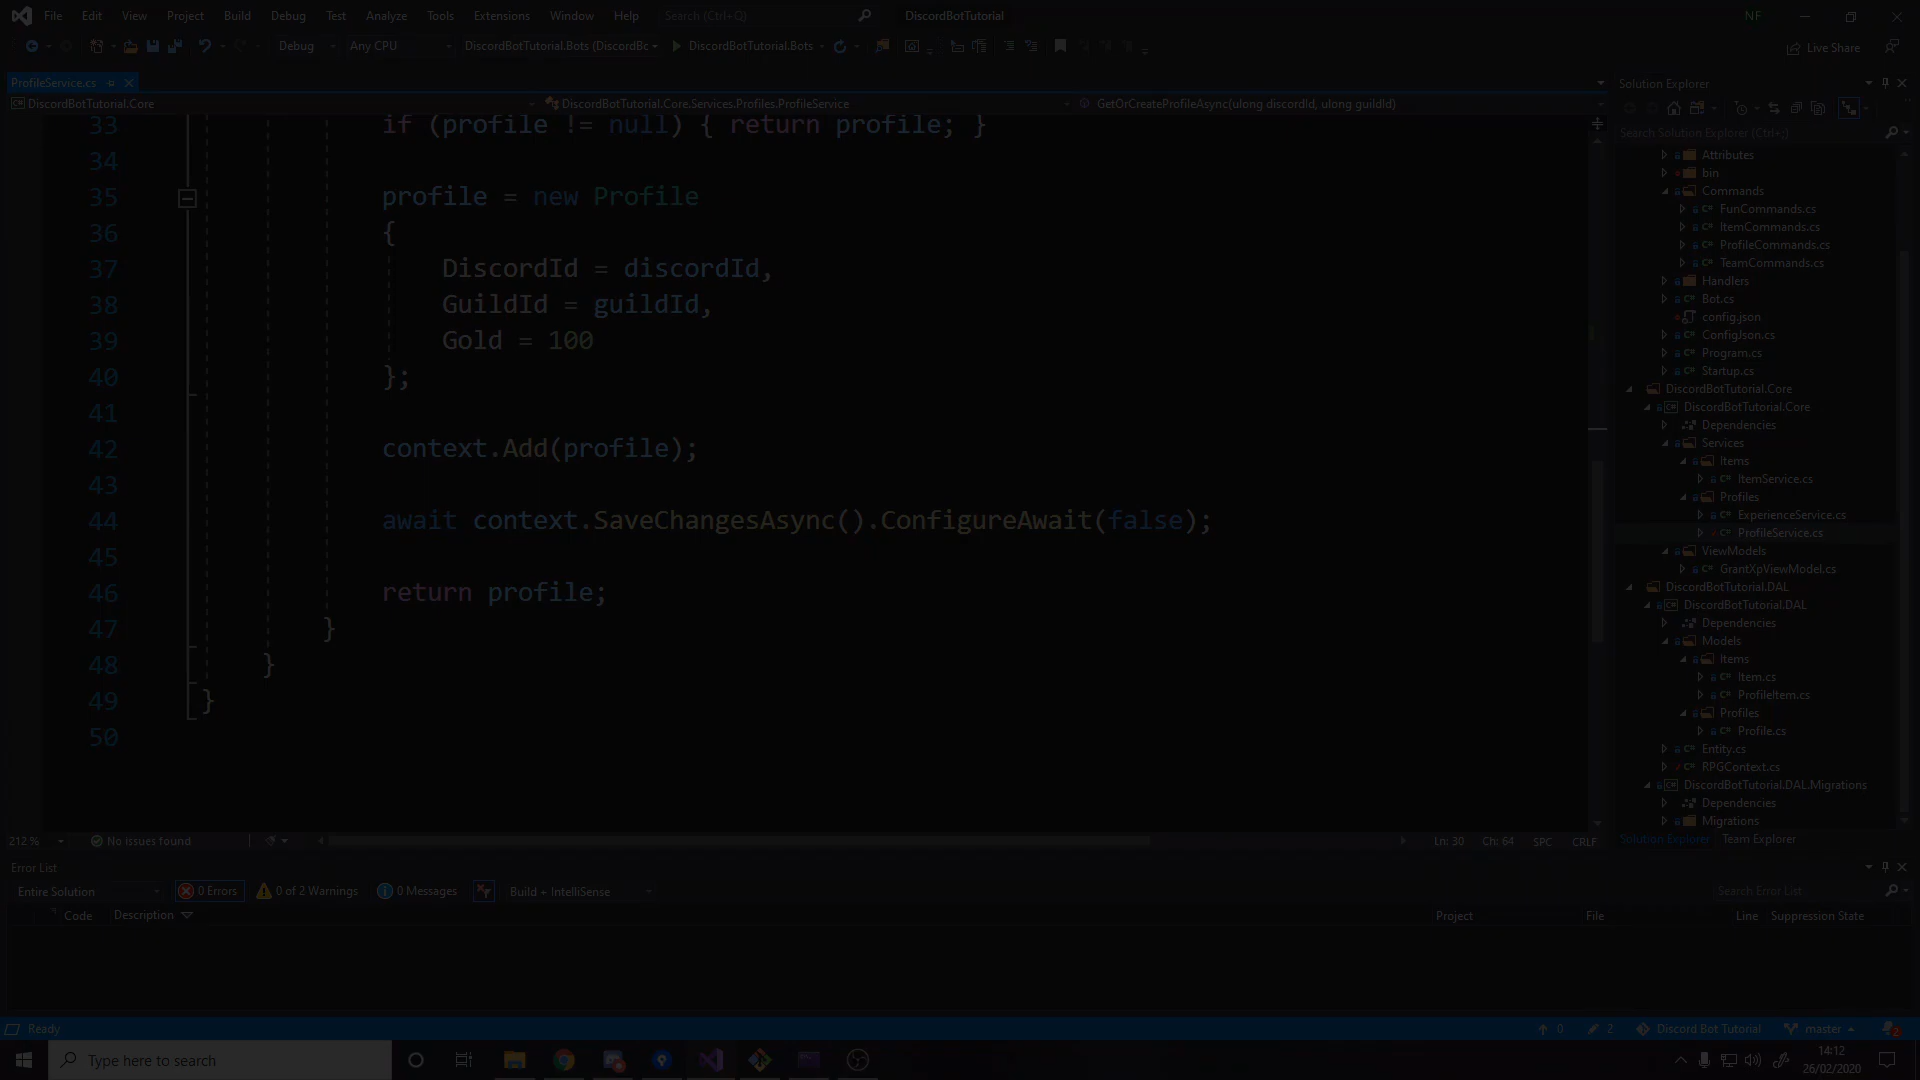 File Edit View Project Build Debug Test Analyze Tools Extensions Window Help Search (Ctrl+Q) DiscordBotTutorial NF
Debug Any CPU DiscordBotTutorial.Bots (DiscordBc DiscordBotTutorial.Bots Live Share
ProfileService.cs
DiscordBotTutorial.Core DiscordBotTutorial.Core.Services.Profiles.ProfileService GetOrCreateProfileAsync(ulong discordId, ulong guildId)
33 if (profile != null) { return profile; }
34
35 profile = new Profile
36 {
37 DiscordId = discordId,
38 GuildId = guildId,
39 Gold = 100
40 };
41
42 context.Add(profile);
43
44 await context.SaveChangesAsync().ConfigureAwait(false);
45
46 return profile;
47 }
48 }
49 }
50
212 % No issues found Ln: 30 Ch: 64 SPC CRLF
Solution Explorer
Search Solution Explorer (Ctrl+;)
Attributes
bin
Commands
FunCommands.cs
ItemCommands.cs
ProfileCommands.cs
TeamCommands.cs
Handlers
Bot.cs
config.json
ConfigJson.cs
Program.cs
Startup.cs
DiscordBotTutorial.Core
DiscordBotTutorial.Core
Dependencies
Services
Items
ItemService.cs
Profiles
ExperienceService.cs
ProfileService.cs
ViewModels
GrantXpViewModel.cs
DiscordBotTutorial.DAL
DiscordBotTutorial.DAL
Dependencies
Models
Items
Item.cs
ProfileItem.cs
Profiles
Profile.cs
Entity.cs
RPGContext.cs
DiscordBotTutorial.DAL.Migrations
Dependencies
Migrations
Solution Explorer Team Explorer
Error List
Entire Solution 0 Errors 0 of 2 Warnings 0 Messages Build + IntelliSense Search Error List
Code Description Project File Line Suppression State
Ready 0 2 Discord Bot Tutorial master 2
Type here to search 14:12
26/02/2020